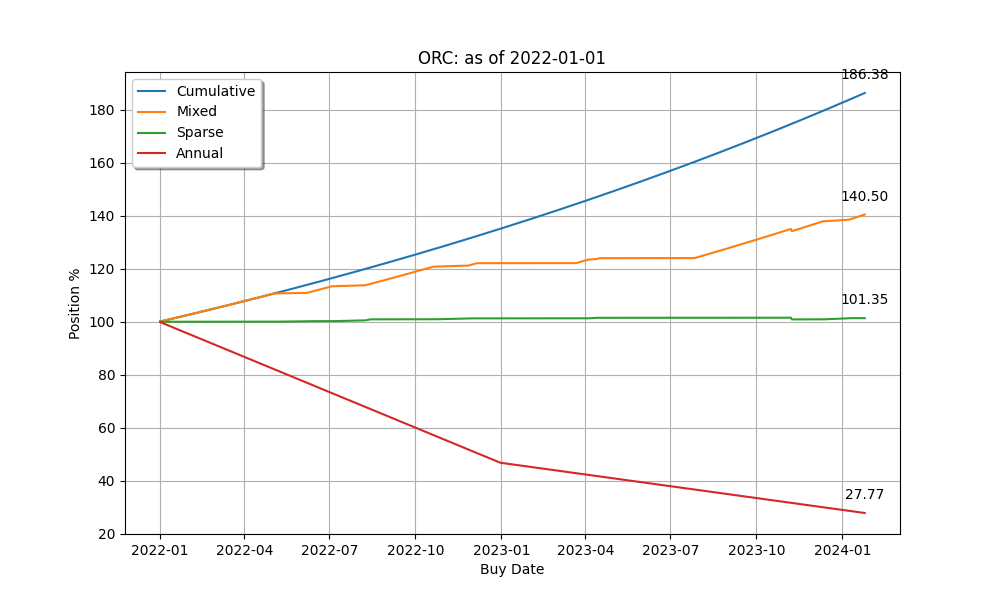 ORC: as of 2022-01-01
Cumulative
Mixed
Sparse
Annual
186.38
140.50
101.35
27.77
Position %
180
160
140
120
100
80
60
40
20
2022-01 2022-04 2022-07 2022-10 2023-01 2023-04 2023-07 2023-10 2024-01
Buy Date